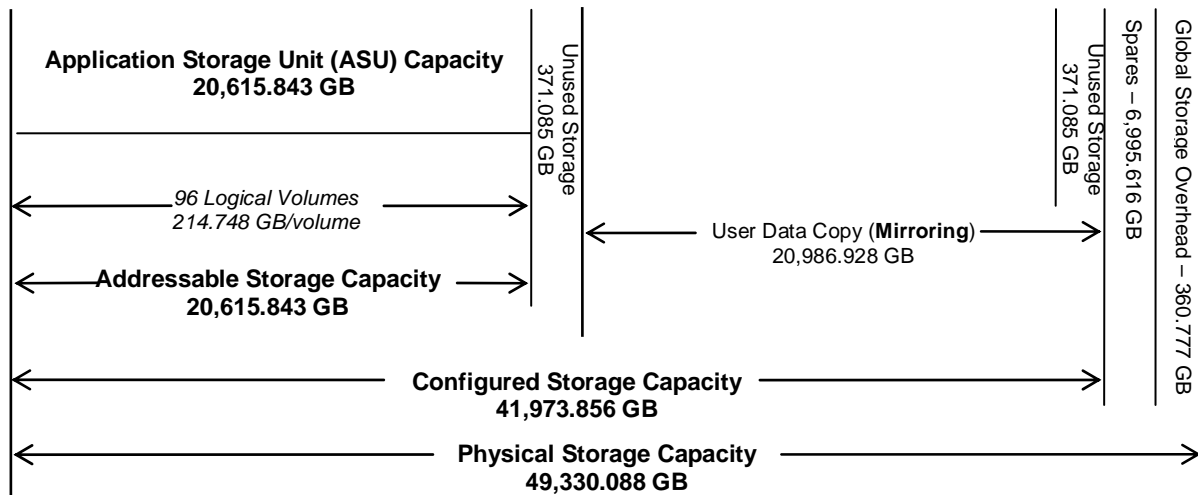 Application Storage Unit (ASU) Capacity
20,615.843 GB
Unused Storage
371.085 GB
Unused Storage
371.085 GB
Spares – 6,995.616 GB
Global Storage Overhead – 360.777 GB
96 Logical Volumes
214.748 GB/volume
User Data Copy (Mirroring)
20,986.928 GB
Addressable Storage Capacity
20,615.843 GB
Configured Storage Capacity
41,973.856 GB
Physical Storage Capacity
49,330.088 GB